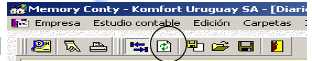 Memory Conty - Komfort Uruguay SA - [Diari
Empresa Estudio contable Edición Carpetas